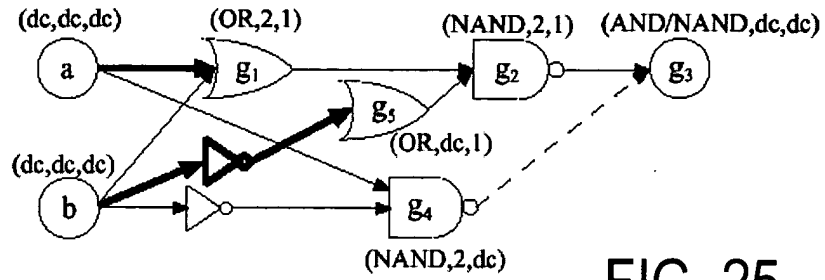 (dc,dc,dc) (OR,2,1) (NAND,2,1) (AND/NAND,dc,dc)
a g1 g2 g3
g5
(OR,dc,1)
(dc,dc,dc)
b g4
(NAND,2,dc)
FIG. 25